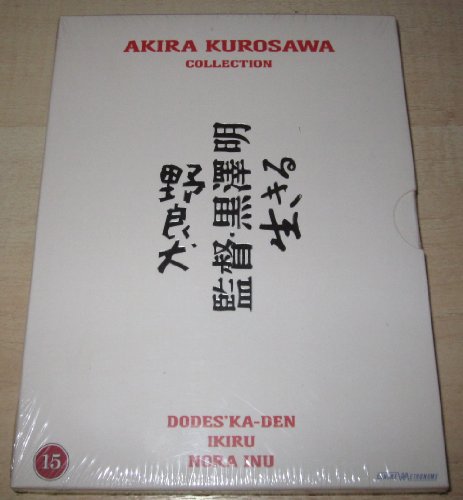 AKIRA KUROSAWA
COLLECTION
野良犬
監督・黒澤明
生きる
DODES'KA-DEN
IKIRU
NORA INU
15